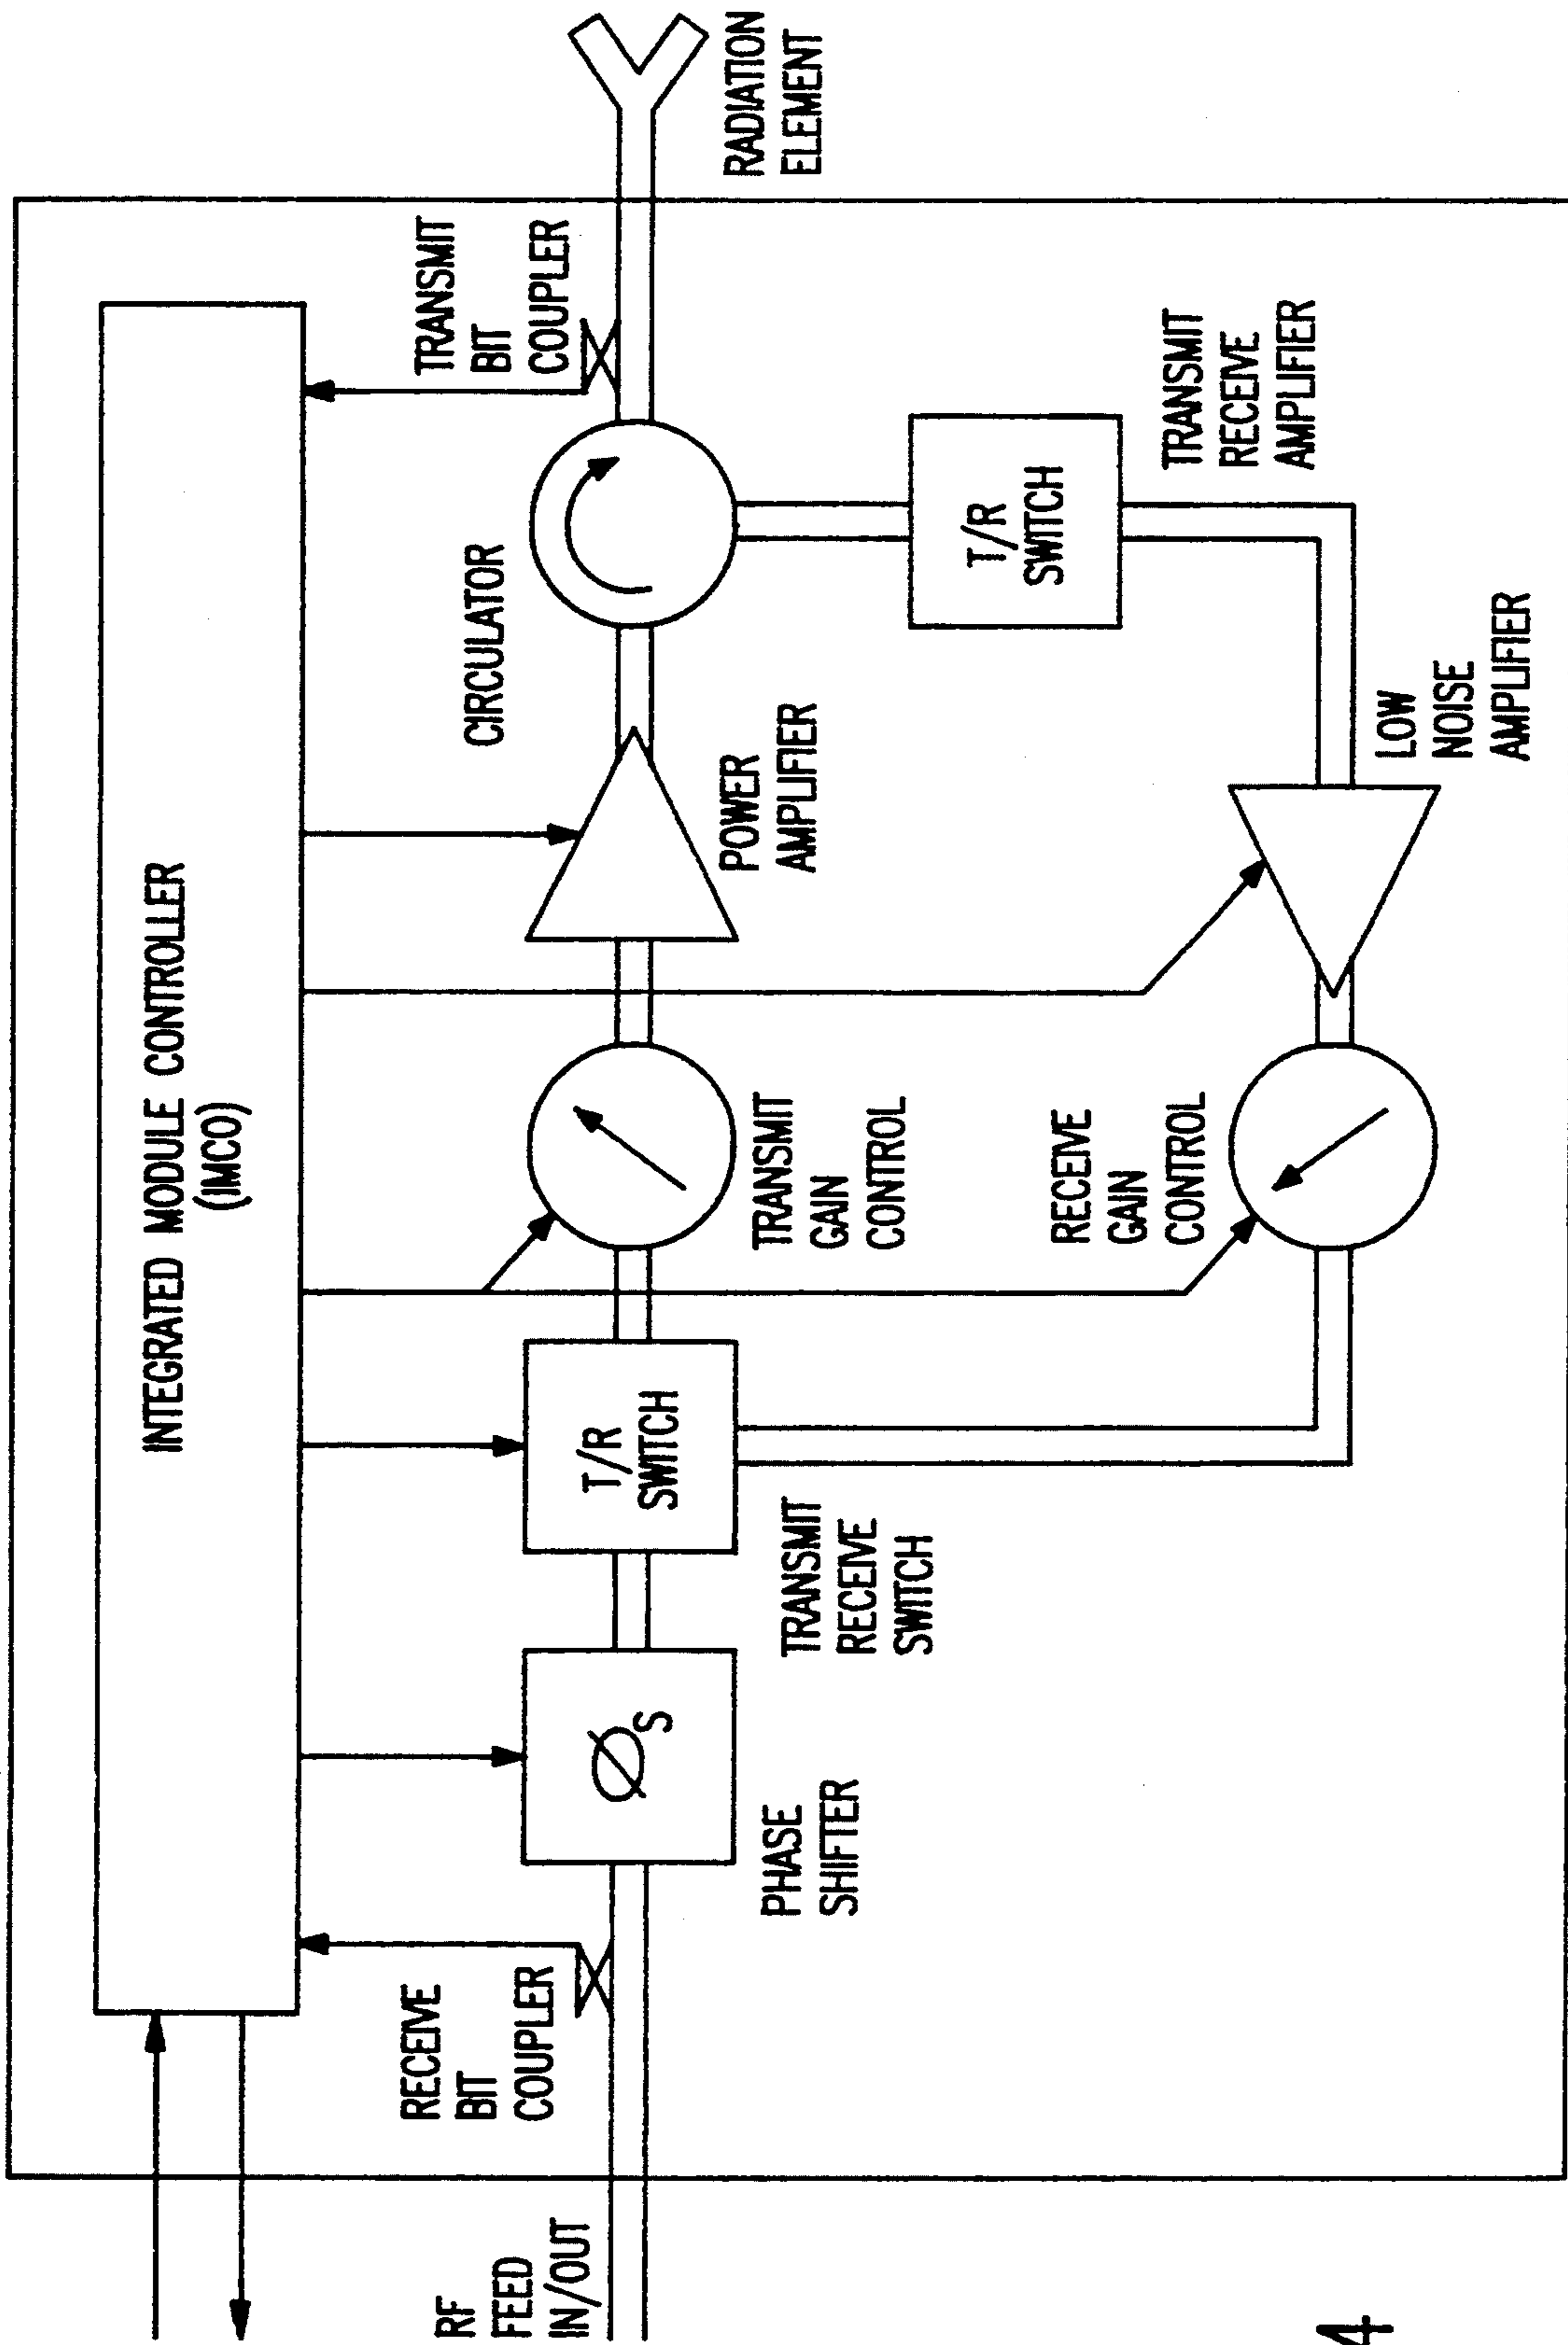 INTEGRATED MODULE CONTROLLER
(IMCO)
RECEIVE
BIT
COUPLER
TRANSMIT
BIT
COUPLER
RF
FEED
IN/OUT
CIRCULATOR
ØS
T/R
SWITCH
PHASE
SHIFTER
TRANSMIT
RECEIVE
SWITCH
TRANSMIT
GAIN
CONTROL
POWER
AMPLIFIER
RADIATION
ELEMENT
T/R
SWITCH
RECEIVE
GAIN
CONTROL
TRANSMIT
RECEIVE
AMPLIFIER
LOW
NOISE
AMPLIFIER
4